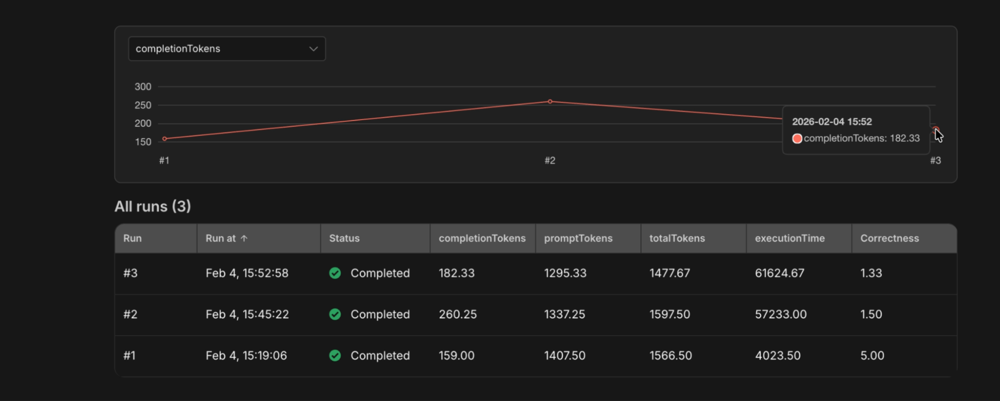 completionTokens
300
250
200
150
2026-02-04 15:52
completionTokens: 182.33
#1 #2 #3
All runs (3)
Run Run at ↑ Status completionTokens promptTokens totalTokens executionTime Correctness
#3 Feb 4, 15:52:58 Completed 182.33 1295.33 1477.67 61624.67 1.33
#2 Feb 4, 15:45:22 Completed 260.25 1337.25 1597.50 57233.00 1.50
#1 Feb 4, 15:19:06 Completed 159.00 1407.50 1566.50 4023.50 5.00